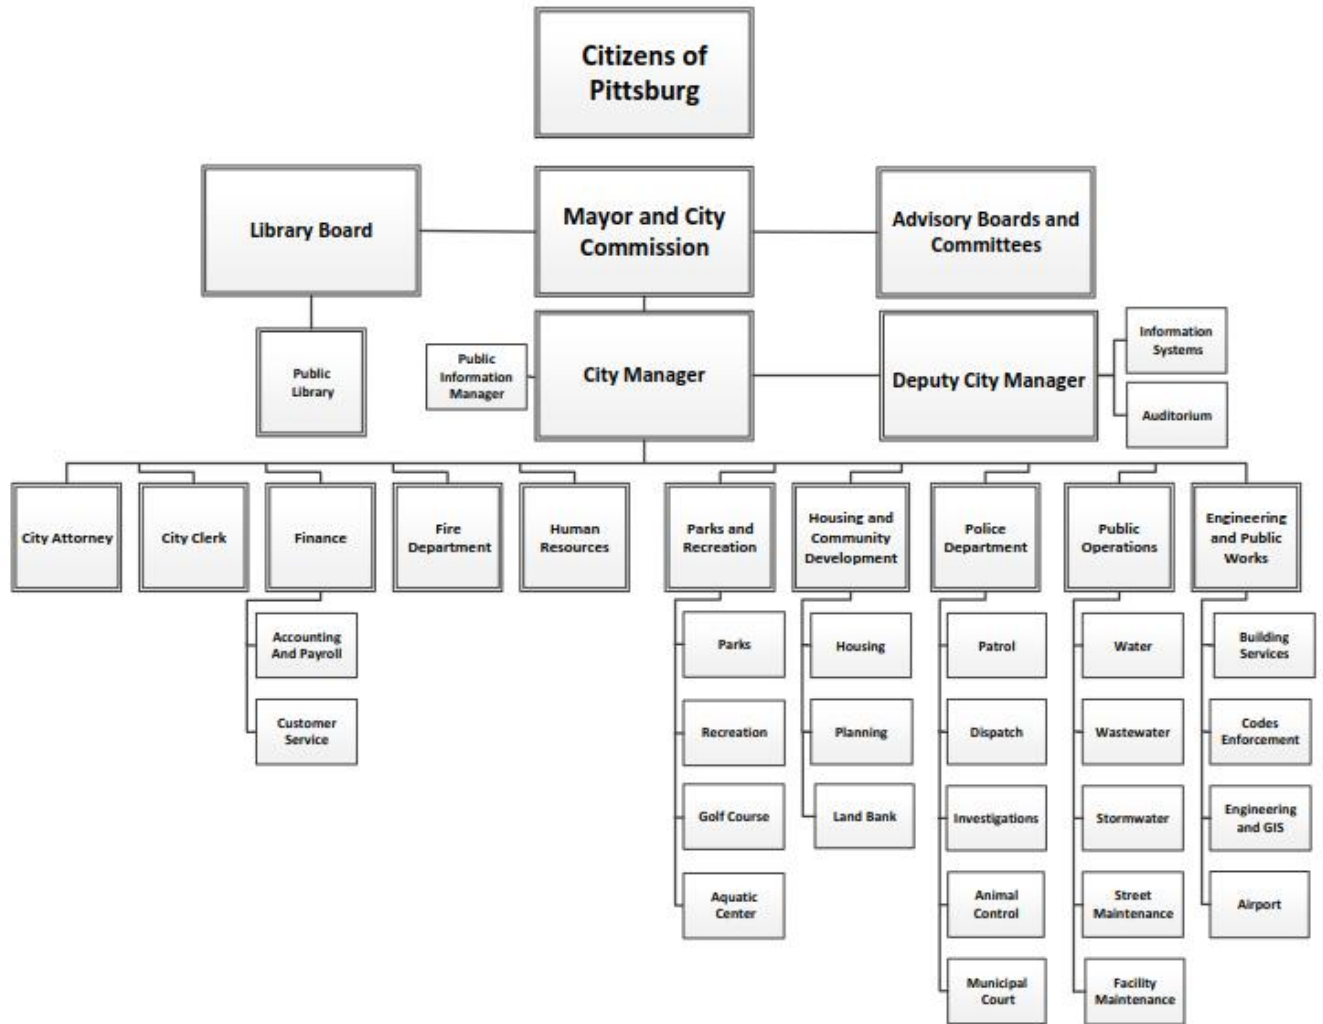 Citizens of
Pittsburg
Library Board
Mayor and City
Commission
Advisory Boards and
Committees
Public
Library
Public
Information
Manager
City Manager
Deputy City Manager
Information
Systems
Auditorium
City Attorney
City Clerk
Finance
Fire
Department
Human
Resources
Parks and
Recreation
Housing and
Community
Development
Police
Department
Public
Operations
Engineering
and Public
Works
Accounting
And Payroll
Customer
Service
Parks
Recreation
Golf Course
Aquatic
Center
Housing
Planning
Land Bank
Patrol
Dispatch
Investigations
Animal
Control
Municipal
Court
Water
Wastewater
Stormwater
Street
Maintenance
Facility
Maintenance
Building
Services
Codes
Enforcement
Engineering
and GIS
Airport